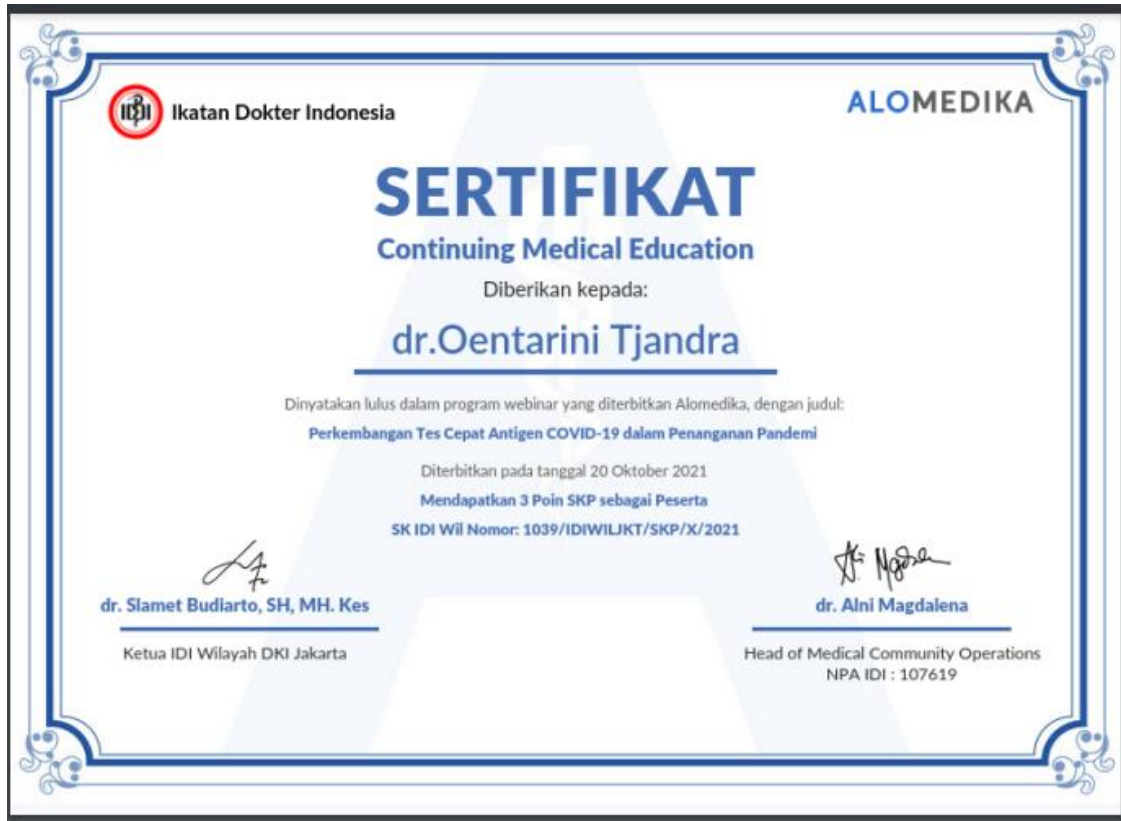 IDI Ikatan Dokter Indonesia
ALOMEDIKA
SERTIFIKAT
Continuing Medical Education
Diberikan kepada:
dr.Oentarini Tjandra
Dinyatakan lulus dalam program webinar yang diterbitkan Alomedika, dengan judul:
Perkembangan Tes Cepat Antigen COVID-19 dalam Penanganan Pandemi
Diterbitkan pada tanggal 20 Oktober 2021
Mendapatkan 3 Poin SKP sebagai Peserta
SK IDI Wil Nomor: 1039/IDIWILJKT/SKP/X/2021
dr. Slamet Budiarto, SH, MH. Kes
Ketua IDI Wilayah DKI Jakarta
dr. Alni Magdalena
Head of Medical Community Operations
NPA IDI : 107619